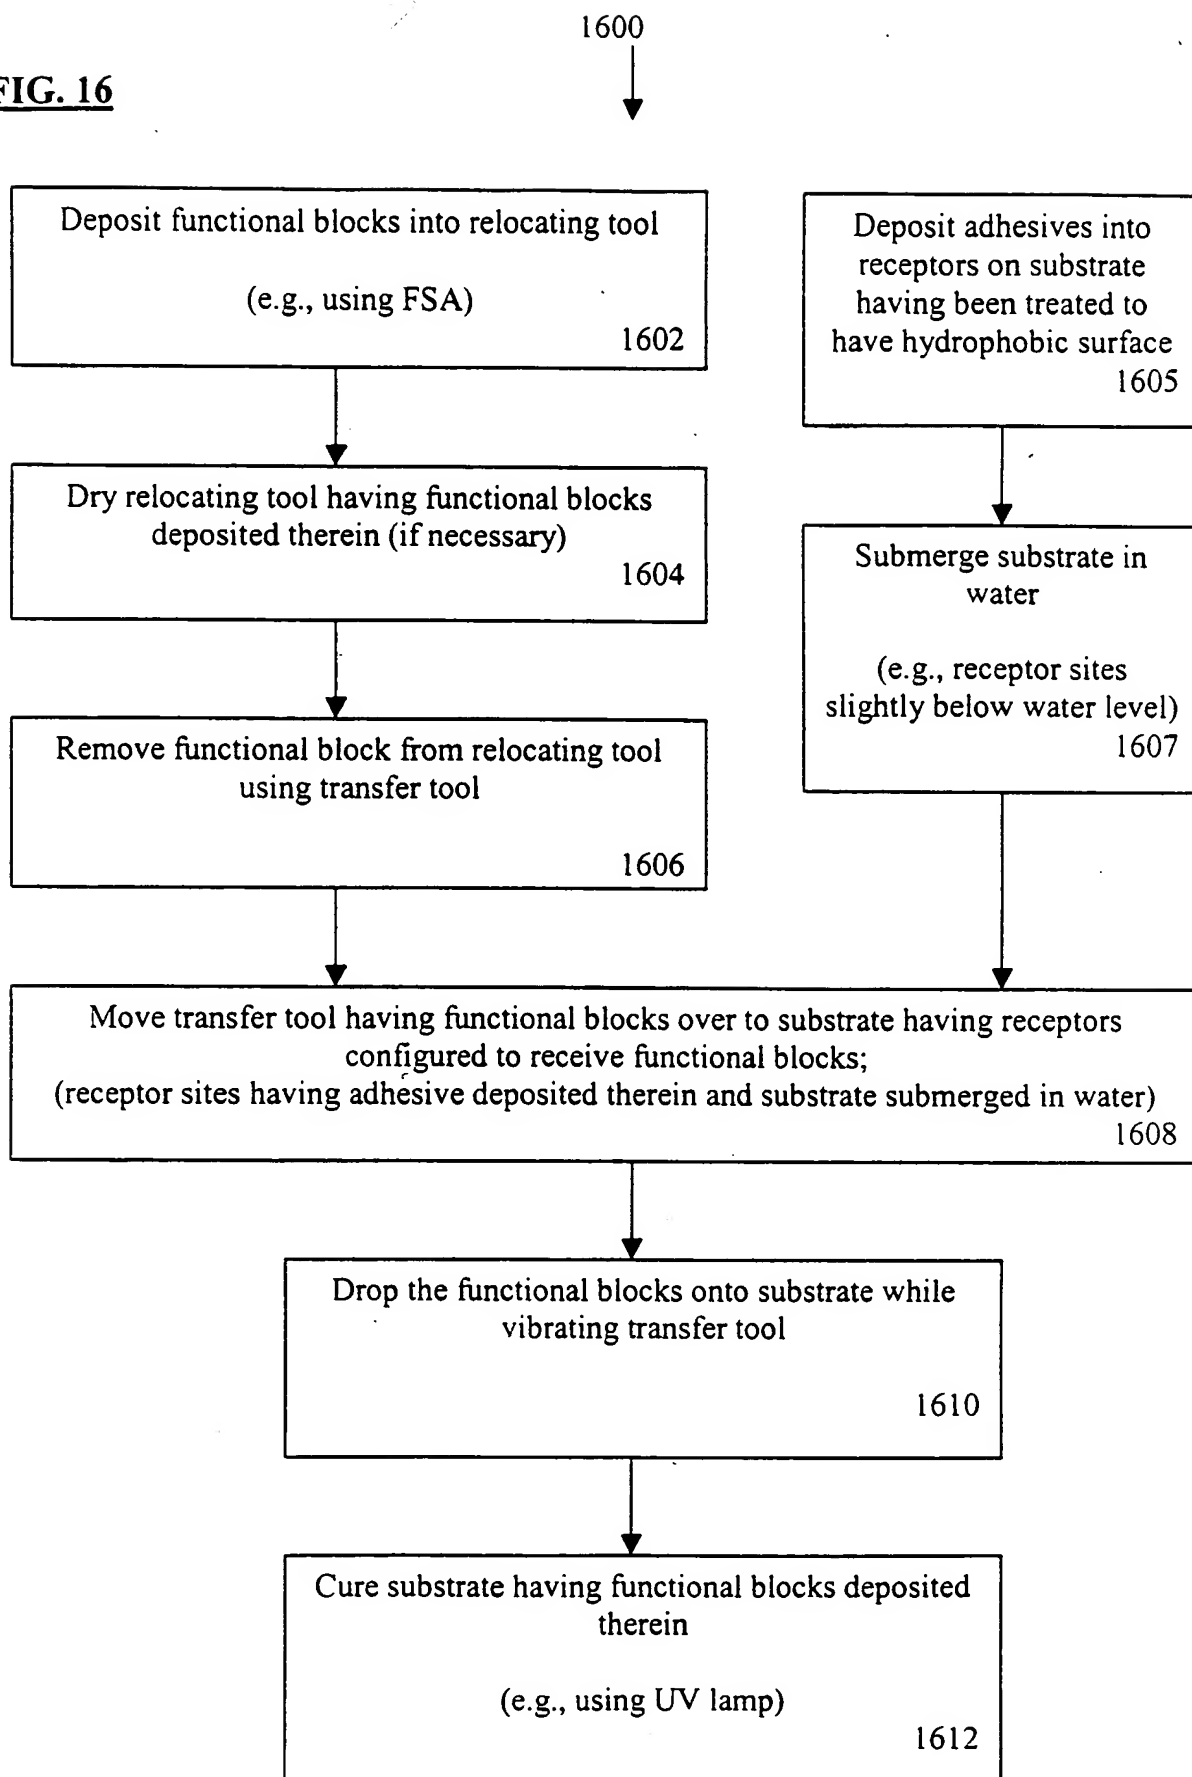 1600
FIG. 16
Deposit functional blocks into relocating tool
(e.g., using FSA)
1602
Dry relocating tool having functional blocks
deposited therein (if necessary)
1604
Remove functional block from relocating tool
using transfer tool
1606
Deposit adhesives into
receptors on substrate
having been treated to
have hydrophobic surface
1605
Submerge substrate in
water
(e.g., receptor sites
slightly below water level)
1607
Move transfer tool having functional blocks over to substrate having receptors
configured to receive functional blocks;
(receptor sites having adhesive deposited therein and substrate submerged in water)
1608
Drop the functional blocks onto substrate while
vibrating transfer tool
1610
Cure substrate having functional blocks deposited
therein
(e.g., using UV lamp)
1612